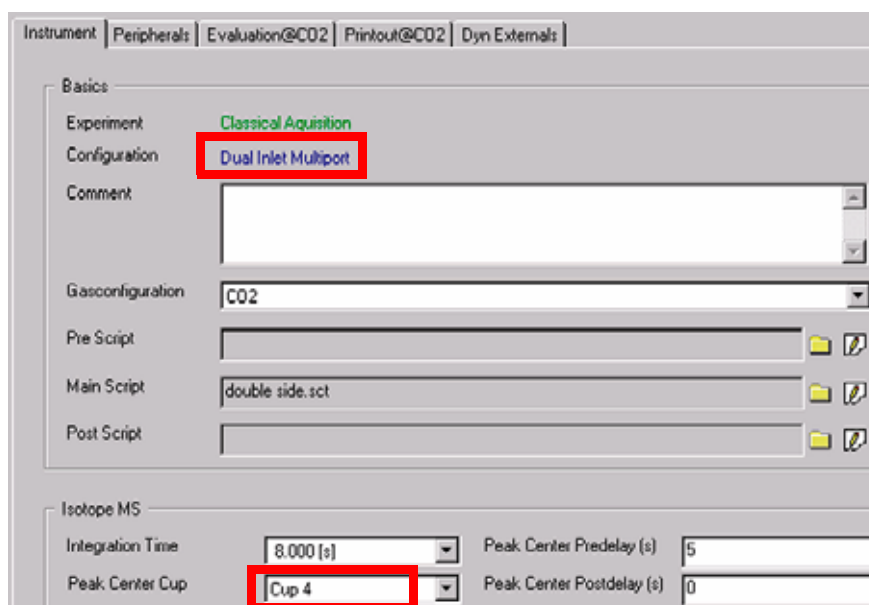 Instrument Peripherals Evaluation@CO2 Printout@CO2 Dyn Externals
Basics
Experiment Classical Aquisition
Configuration Dual Inlet Multiport
Comment
Gasconfiguration CO2
Pre Script
Main Script double side.sct
Post Script
Isotope MS
Integration Time 8.000 [s] Peak Center Predelay (s) 5
Peak Center Cup Cup 4 Peak Center Postdelay (s) 0